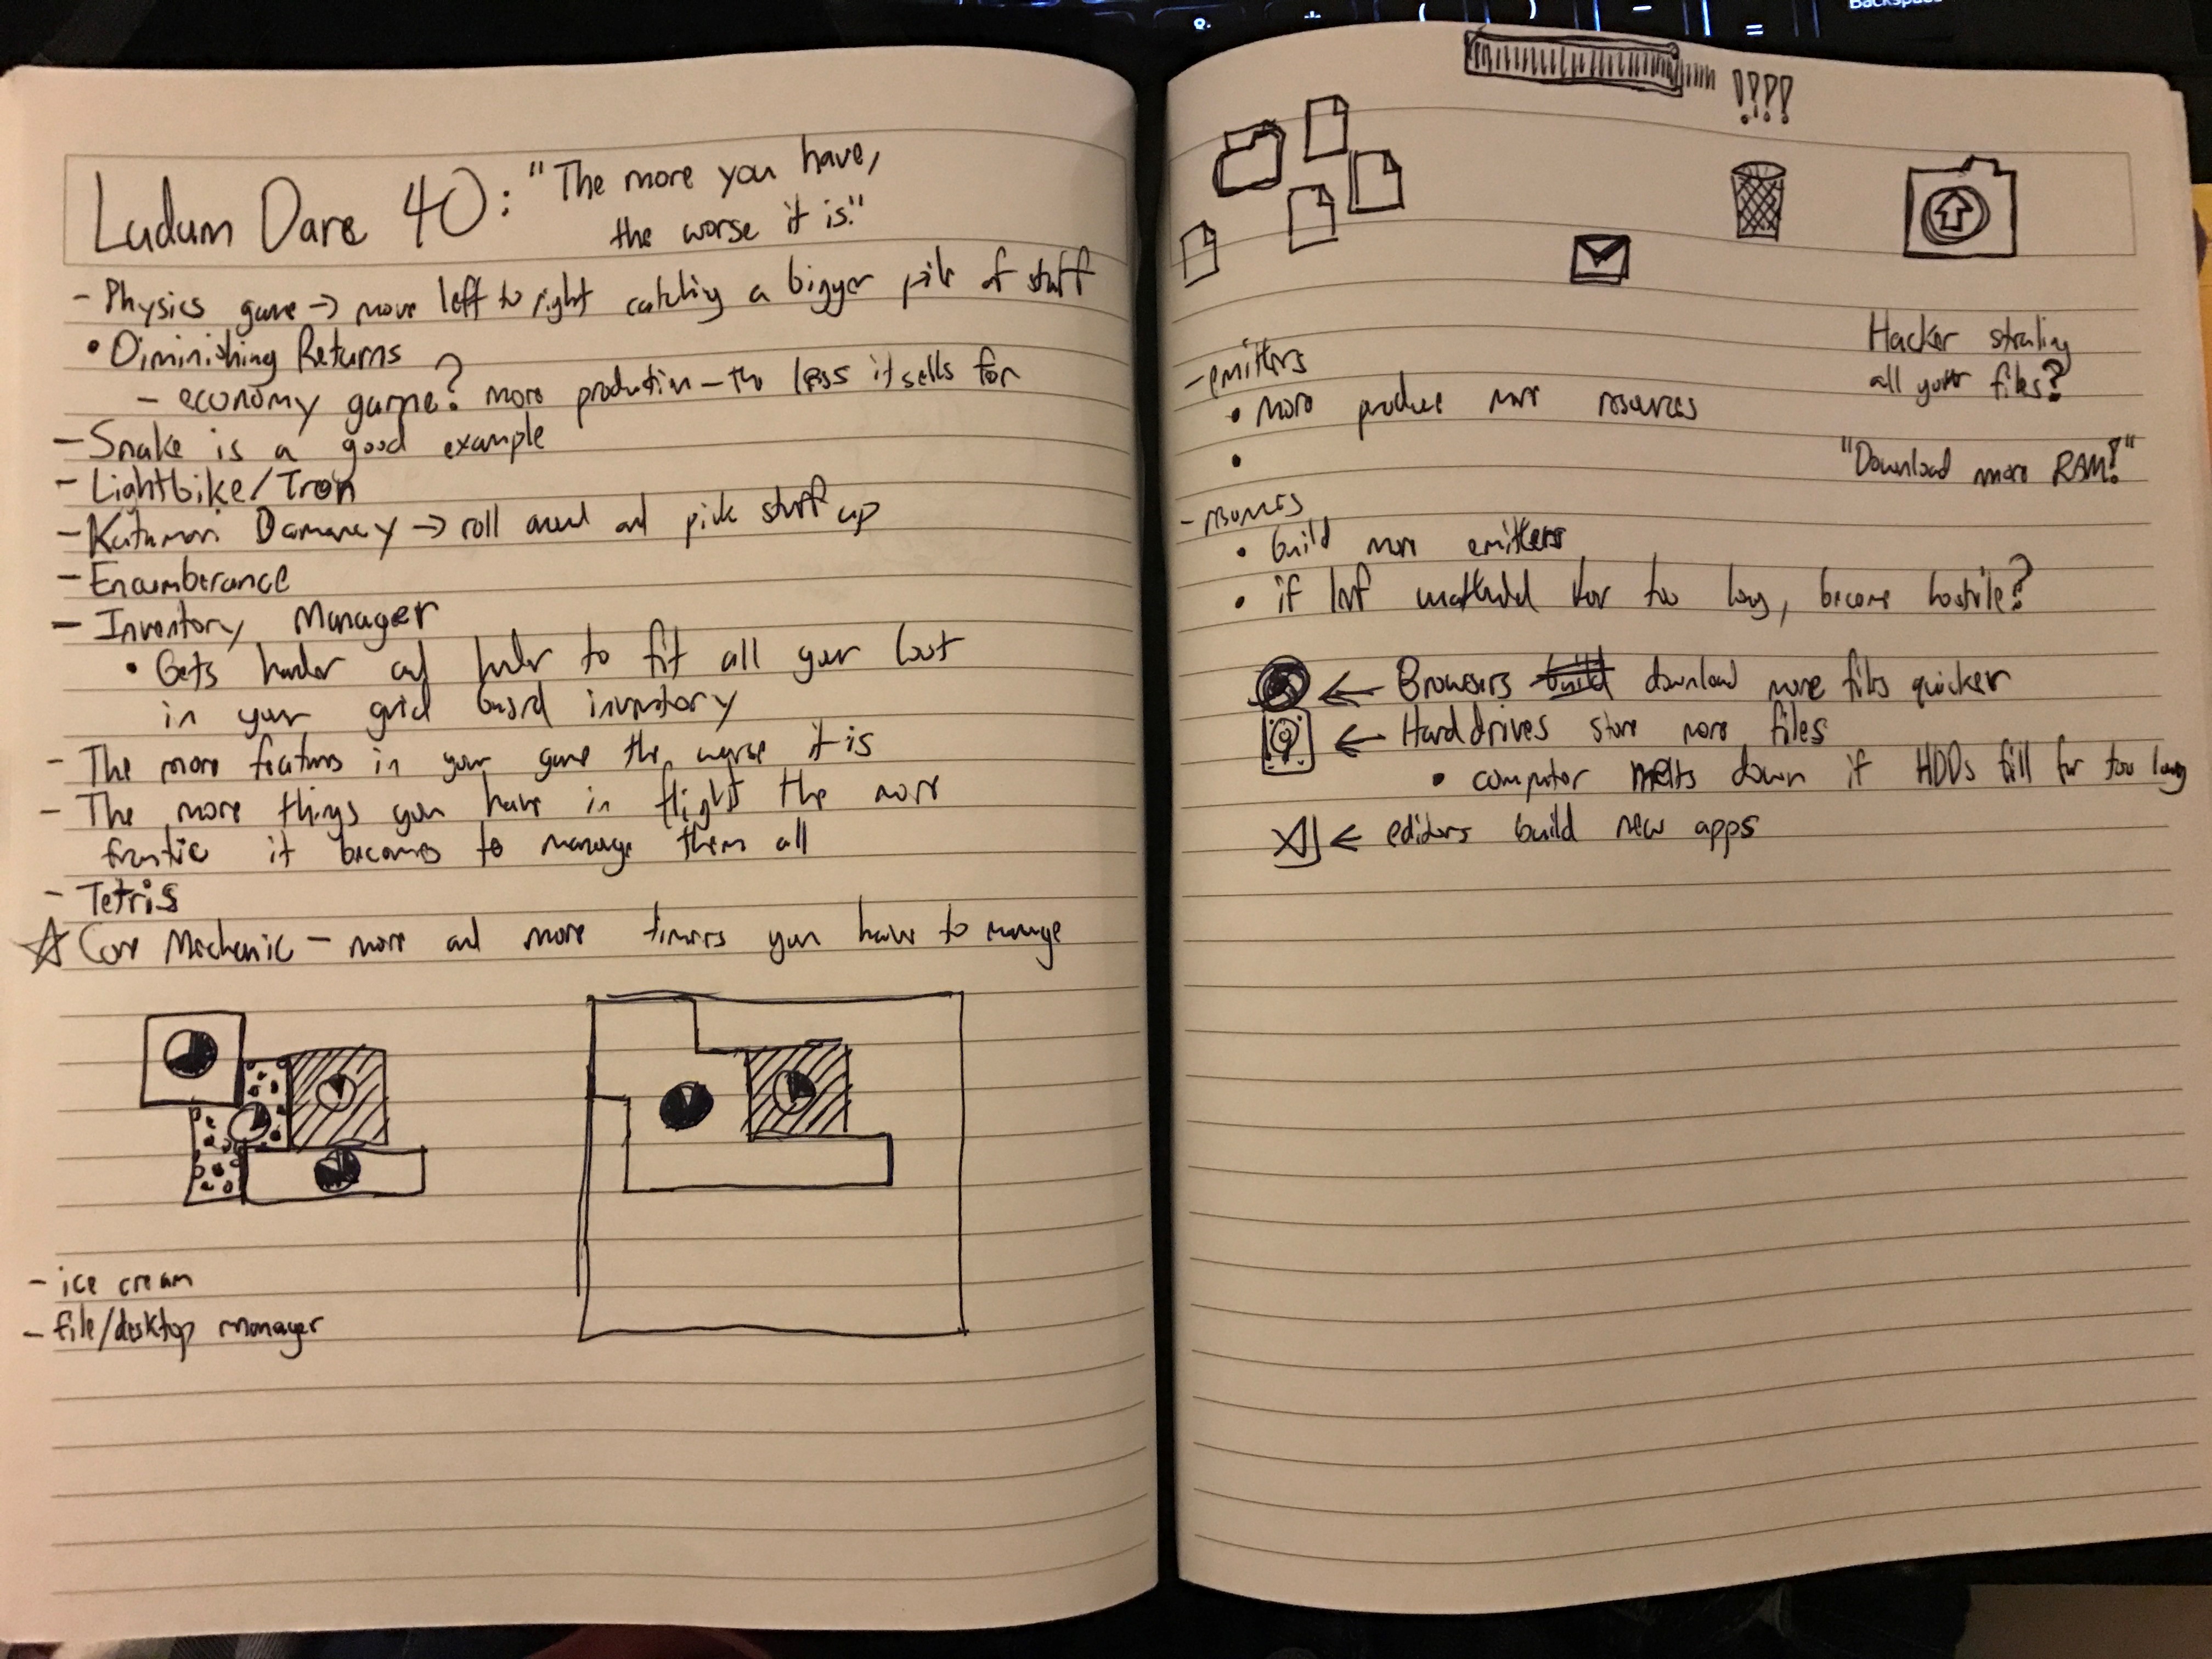 Backspace
Ludum Dare 40: "The more you have,
the worse it is."
- Physics game → move left to right catching a bigger pile of stuff
• Diminishing Returns
- economy game? more production – the less it sells for
- Snake is a good example
- Lightbike/Tron
- Katamari Damancy → roll around and pick stuff up
- Encumberance
- Inventory Manager
• Gets harder and harder to fit all your loot
in your grid based inventory
- The more features in your game the worse it is
- The more things you have in flight the more
frantic it becomes to manage them all
- Tetris
☆ Core Mechanic – more and more timers you have to manage
- ice cream
- file/desktop manager
!!!!
Hacker stealing
all your files?
"Download more RAM!"
- emitters
• more produce more resources
•
- resources
• build more emitters
• if left unattended for too long, become hostile?
← Browsers build download more files quicker
← Hard drives store more files
• computer melts down if HDDs fill for too long
← editors build new apps